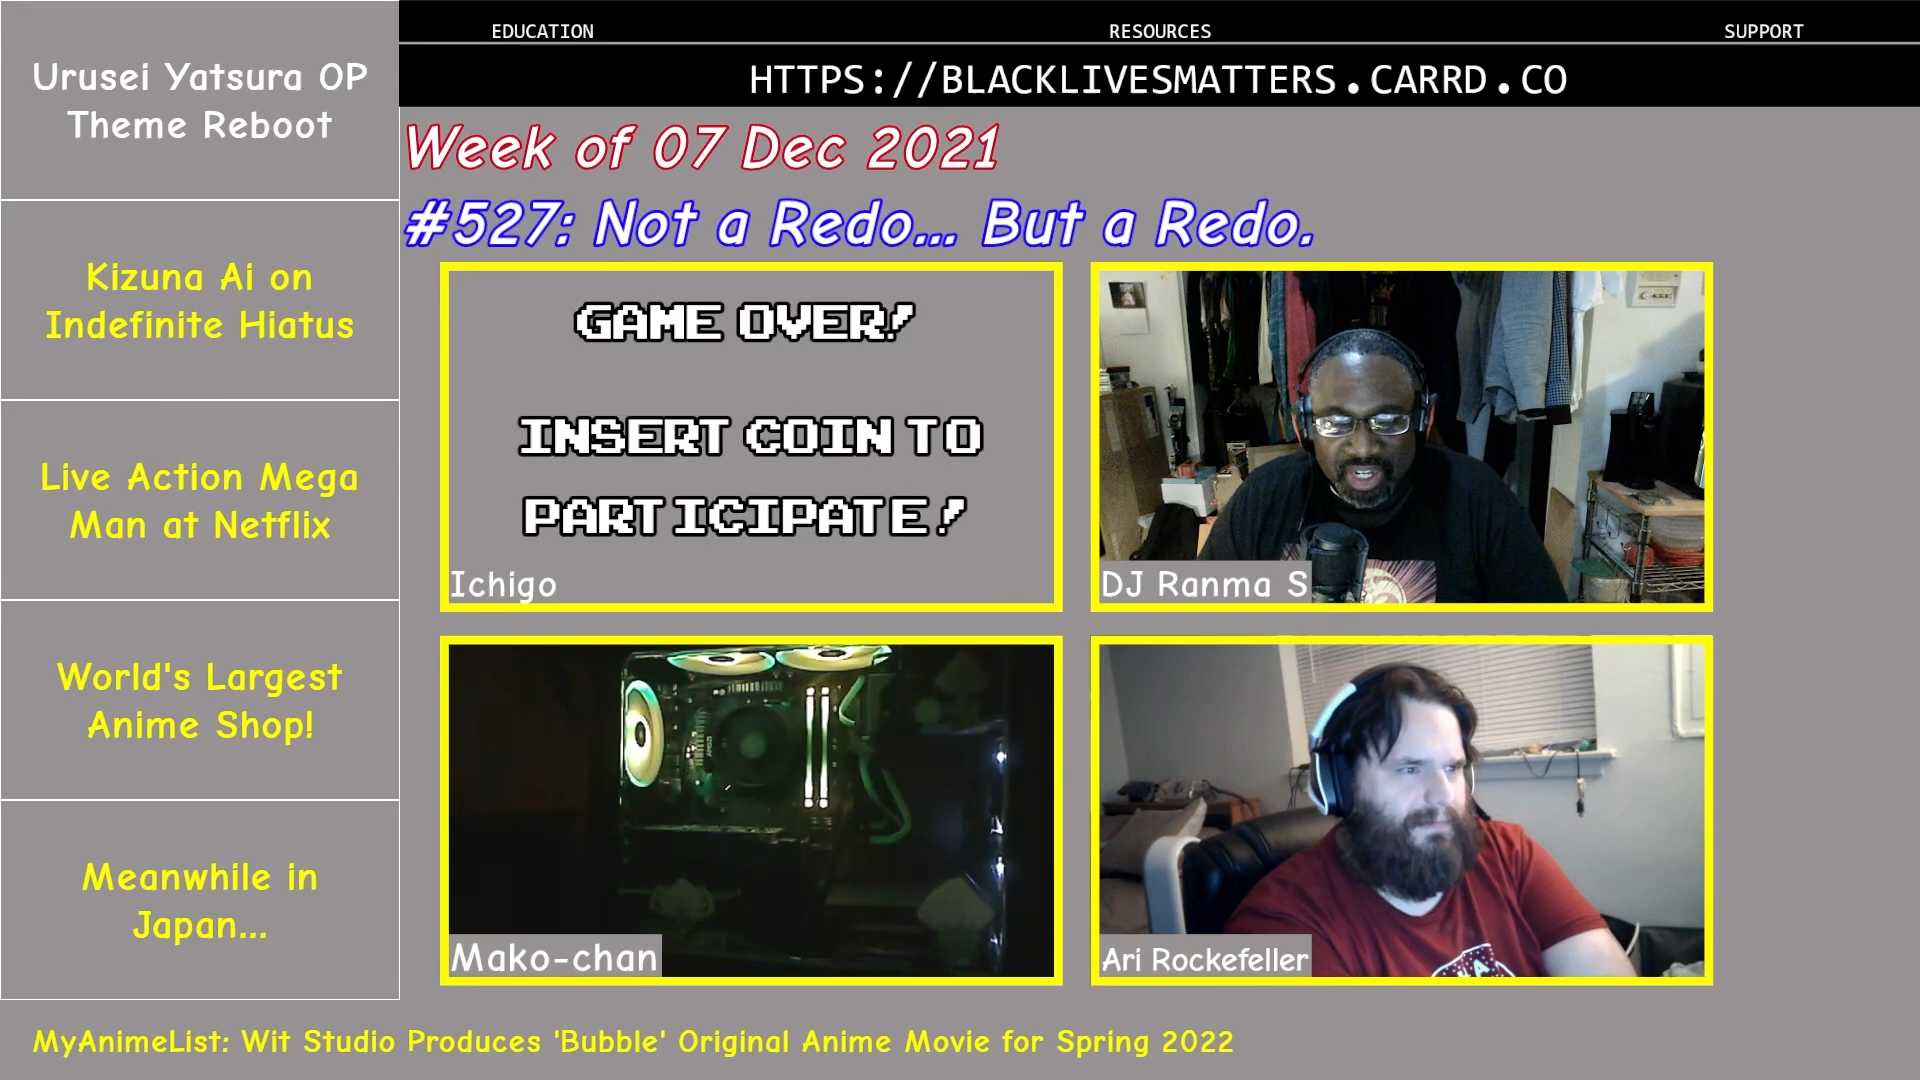 EDUCATION
RESOURCES
SUPPORT
HTTPS://BLACKLIVESMATTERS.CARRD.CO
Urusei Yatsura OP
Theme Reboot
Kizuna Ai on
Indefinite Hiatus
Live Action Mega
Man at Netflix
World's Largest
Anime Shop!
Meanwhile in
Japan...
Week of 07 Dec 2021
#527: Not a Redo... But a Redo.
GAME OVER!
INSERT COIN TO
PARTICIPATE!
Ichigo
DJ Ranma S
Mako-chan
Ari Rockefeller
MyAnimeList: Wit Studio Produces 'Bubble' Original Anime Movie for Spring 2022